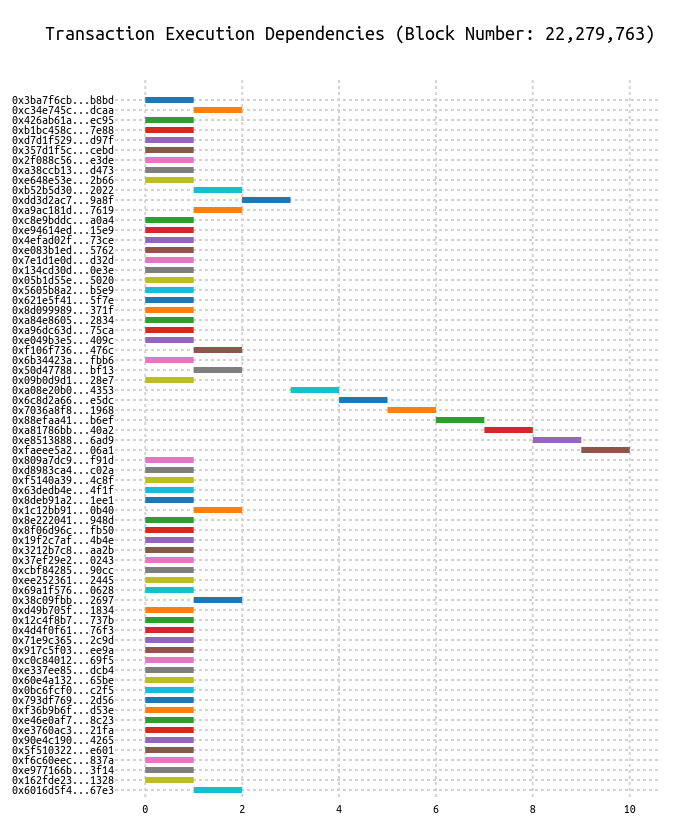 Transaction Execution Dependencies (Block Number: 22,279,763)
0x3ba7f6cb...b8bd
0xc34e745c...dcaa
0x426ab61a...ec95
0xb1bc458c...7e88
0xd7d1f529...d97f
0x357d1f5c...cebd
0x2f088c56...e3de
0xa38ccb13...d473
0xe648e53e...2b66
0xb52b5d30...2022
0xdd3d2ac7...9a8f
0xa9ac181d...7619
0xc8e9bddc...a0a4
0xe94614ed...15e9
0x4efad02f...73ce
0xe083b1ed...5762
0x7e1d1e0d...d32d
0x134cd30d...0e3e
0x05b1d55e...5020
0x5605b8a2...b5e9
0x621e5f41...5f7e
0x8d099989...371f
0xa84e8605...2834
0xa96dc63d...75ca
0xe049b3e5...409c
0xf106f736...476c
0x6b34423a...fbb6
0x50d47788...bf13
0x09b0d9d1...28e7
0xa08e20b0...4353
0x6c8d2a66...e5dc
0x7036a8f8...1968
0x88efaa41...b6ef
0xa81786bb...40a2
0xe8513888...6ad9
0xfaeee5a2...06a1
0x809a7dc9...f91d
0xd8983ca4...c02a
0xf5140a39...4c8f
0x63dedb4e...4f1f
0x8deb91a2...1ee1
0x1c12bb91...0b40
0x8e222041...948d
0x8f06d96c...fb50
0x19f2c7af...4b4e
0x3212b7c8...aa2b
0x37ef29e2...0243
0xcbf84285...90cc
0xee252361...2445
0x69a1f576...0628
0x38c09fbb...2697
0xd49b705f...1834
0x12c4f8b7...737b
0x4d4f0f61...76f3
0x71e9c365...2c9d
0x917c5f03...ee9a
0xc0c84012...69f5
0xe337ee85...dcb4
0x60e4a132...65be
0x0bc6fcf0...c2f5
0x793df769...2d56
0xf36b9b6f...d53e
0xe46e0af7...8c23
0xe3760ac3...21fa
0x90e4c190...4265
0x5f510322...e601
0xf6c60eec...837a
0xe977166b...3f14
0x162fde23...1328
0x6016d5f4...67e3
0 2 4 6 8 10